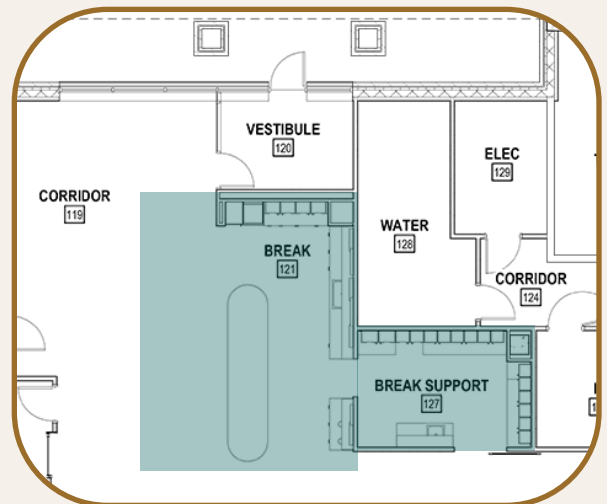 VESTIBULE
120
ELEC
129
CORRIDOR
119
WATER
128
BREAK
121
CORRIDOR
124
BREAK SUPPORT
127